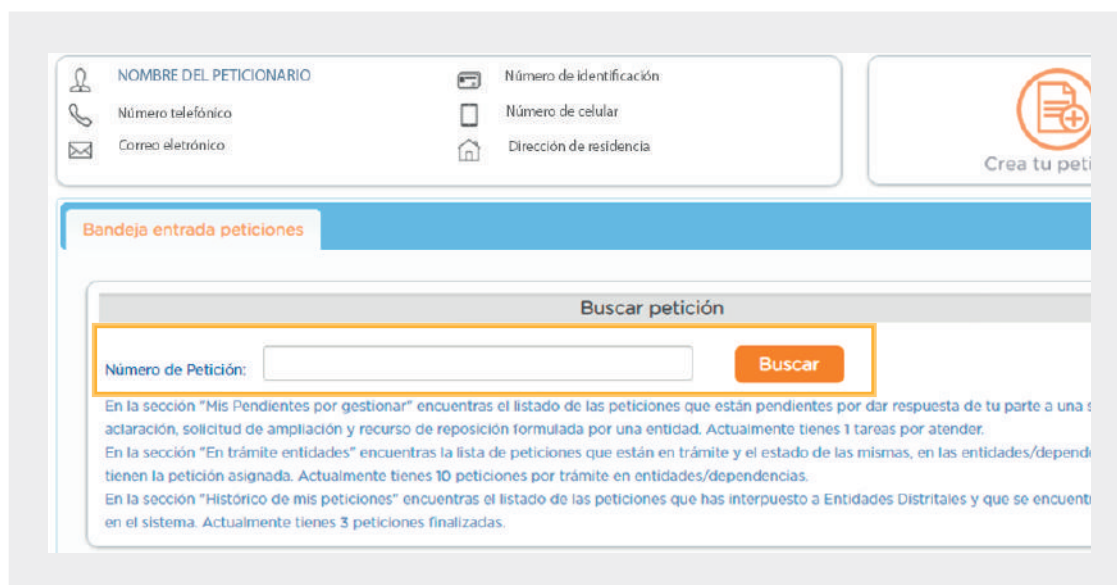 NOMBRE DEL PETICIONARIO
Número de identificación
Número telefónico
Número de celular
Correo eletrónico
Dirección de residencia
Crea tu peti
Bandeja entrada peticiones
Buscar petición
Número de Petición:
Buscar
En la sección "Mis Pendientes por gestionar" encuentras el listado de las peticiones que están pendientes por dar respuesta de tu parte a una s
aclaración, solicitud de ampliación y recurso de reposición formulada por una entidad. Actualmente tienes 1 tareas por atender.
En la sección "En trámite entidades" encuentras la lista de peticiones que están en trámite y el estado de las mismas, en las entidades/depend
tienen la petición asignada. Actualmente tienes 10 peticiones por trámite en entidades/dependencias.
En la sección "Histórico de mis peticiones" encuentras el listado de las peticiones que has interpuesto a Entidades Distritales y que se encuent
en el sistema. Actualmente tienes 3 peticiones finalizadas.